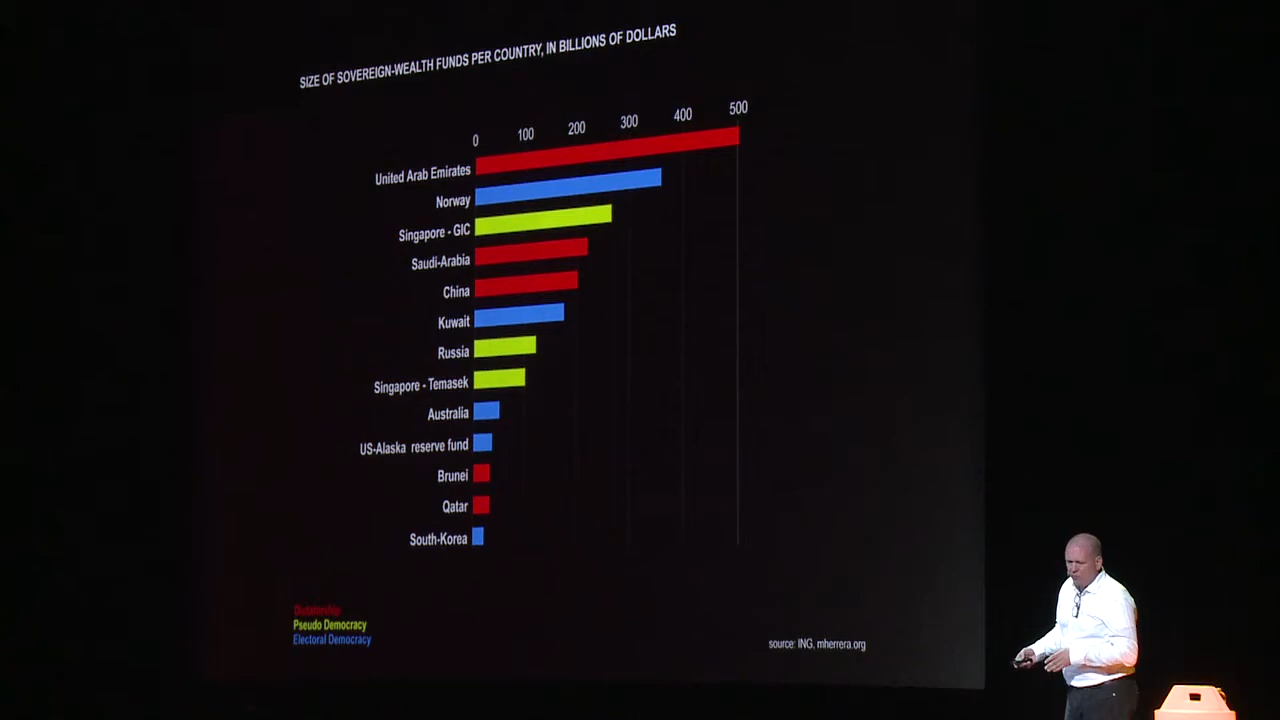 SIZE OF SOVEREIGN-WEALTH FUNDS PER COUNTRY, IN BILLIONS OF DOLLARS
0 100 200 300 400 500
United Arab Emirates
Norway
Singapore - GIC
Saudi-Arabia
China
Kuwait
Russia
Singapore - Temasek
Australia
US-Alaska reserve fund
Brunei
Qatar
South-Korea
Dictatorship
Pseudo Democracy
Electoral Democracy
source: ING, mherrera.org